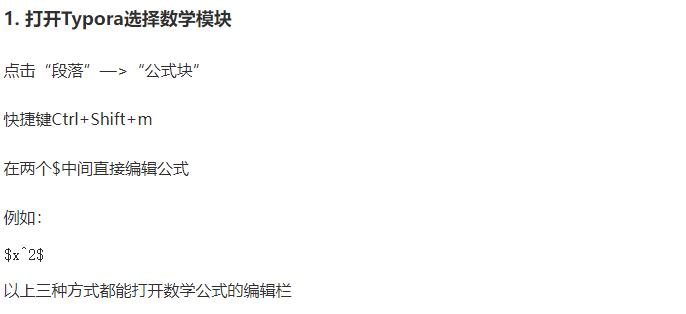 1. 打开Typora选择数学模块
点击“段落”—>“公式块”
快捷键Ctrl+Shift+m
在两个$中间直接编辑公式
例如：
$x^2$
以上三种方式都能打开数学公式的编辑栏